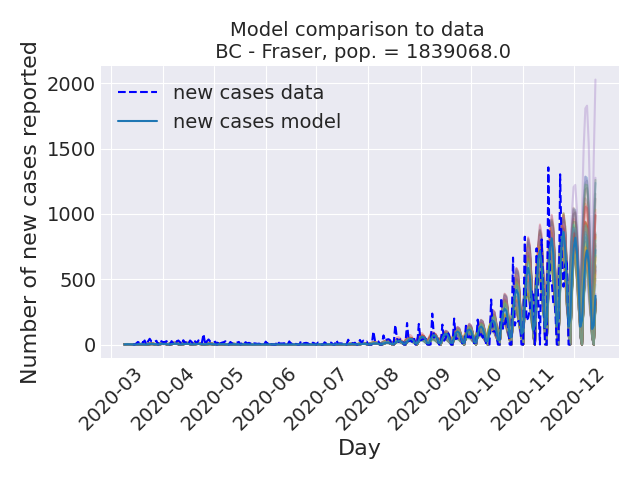 Model comparison to data
BC - Fraser, pop. = 1839068.0
Number of new cases reported
2000
1500
1000
500
0
new cases data
new cases model
2020-03
2020-04
2020-05
2020-06
2020-07
2020-08
2020-09
2020-10
2020-11
2020-12
Day